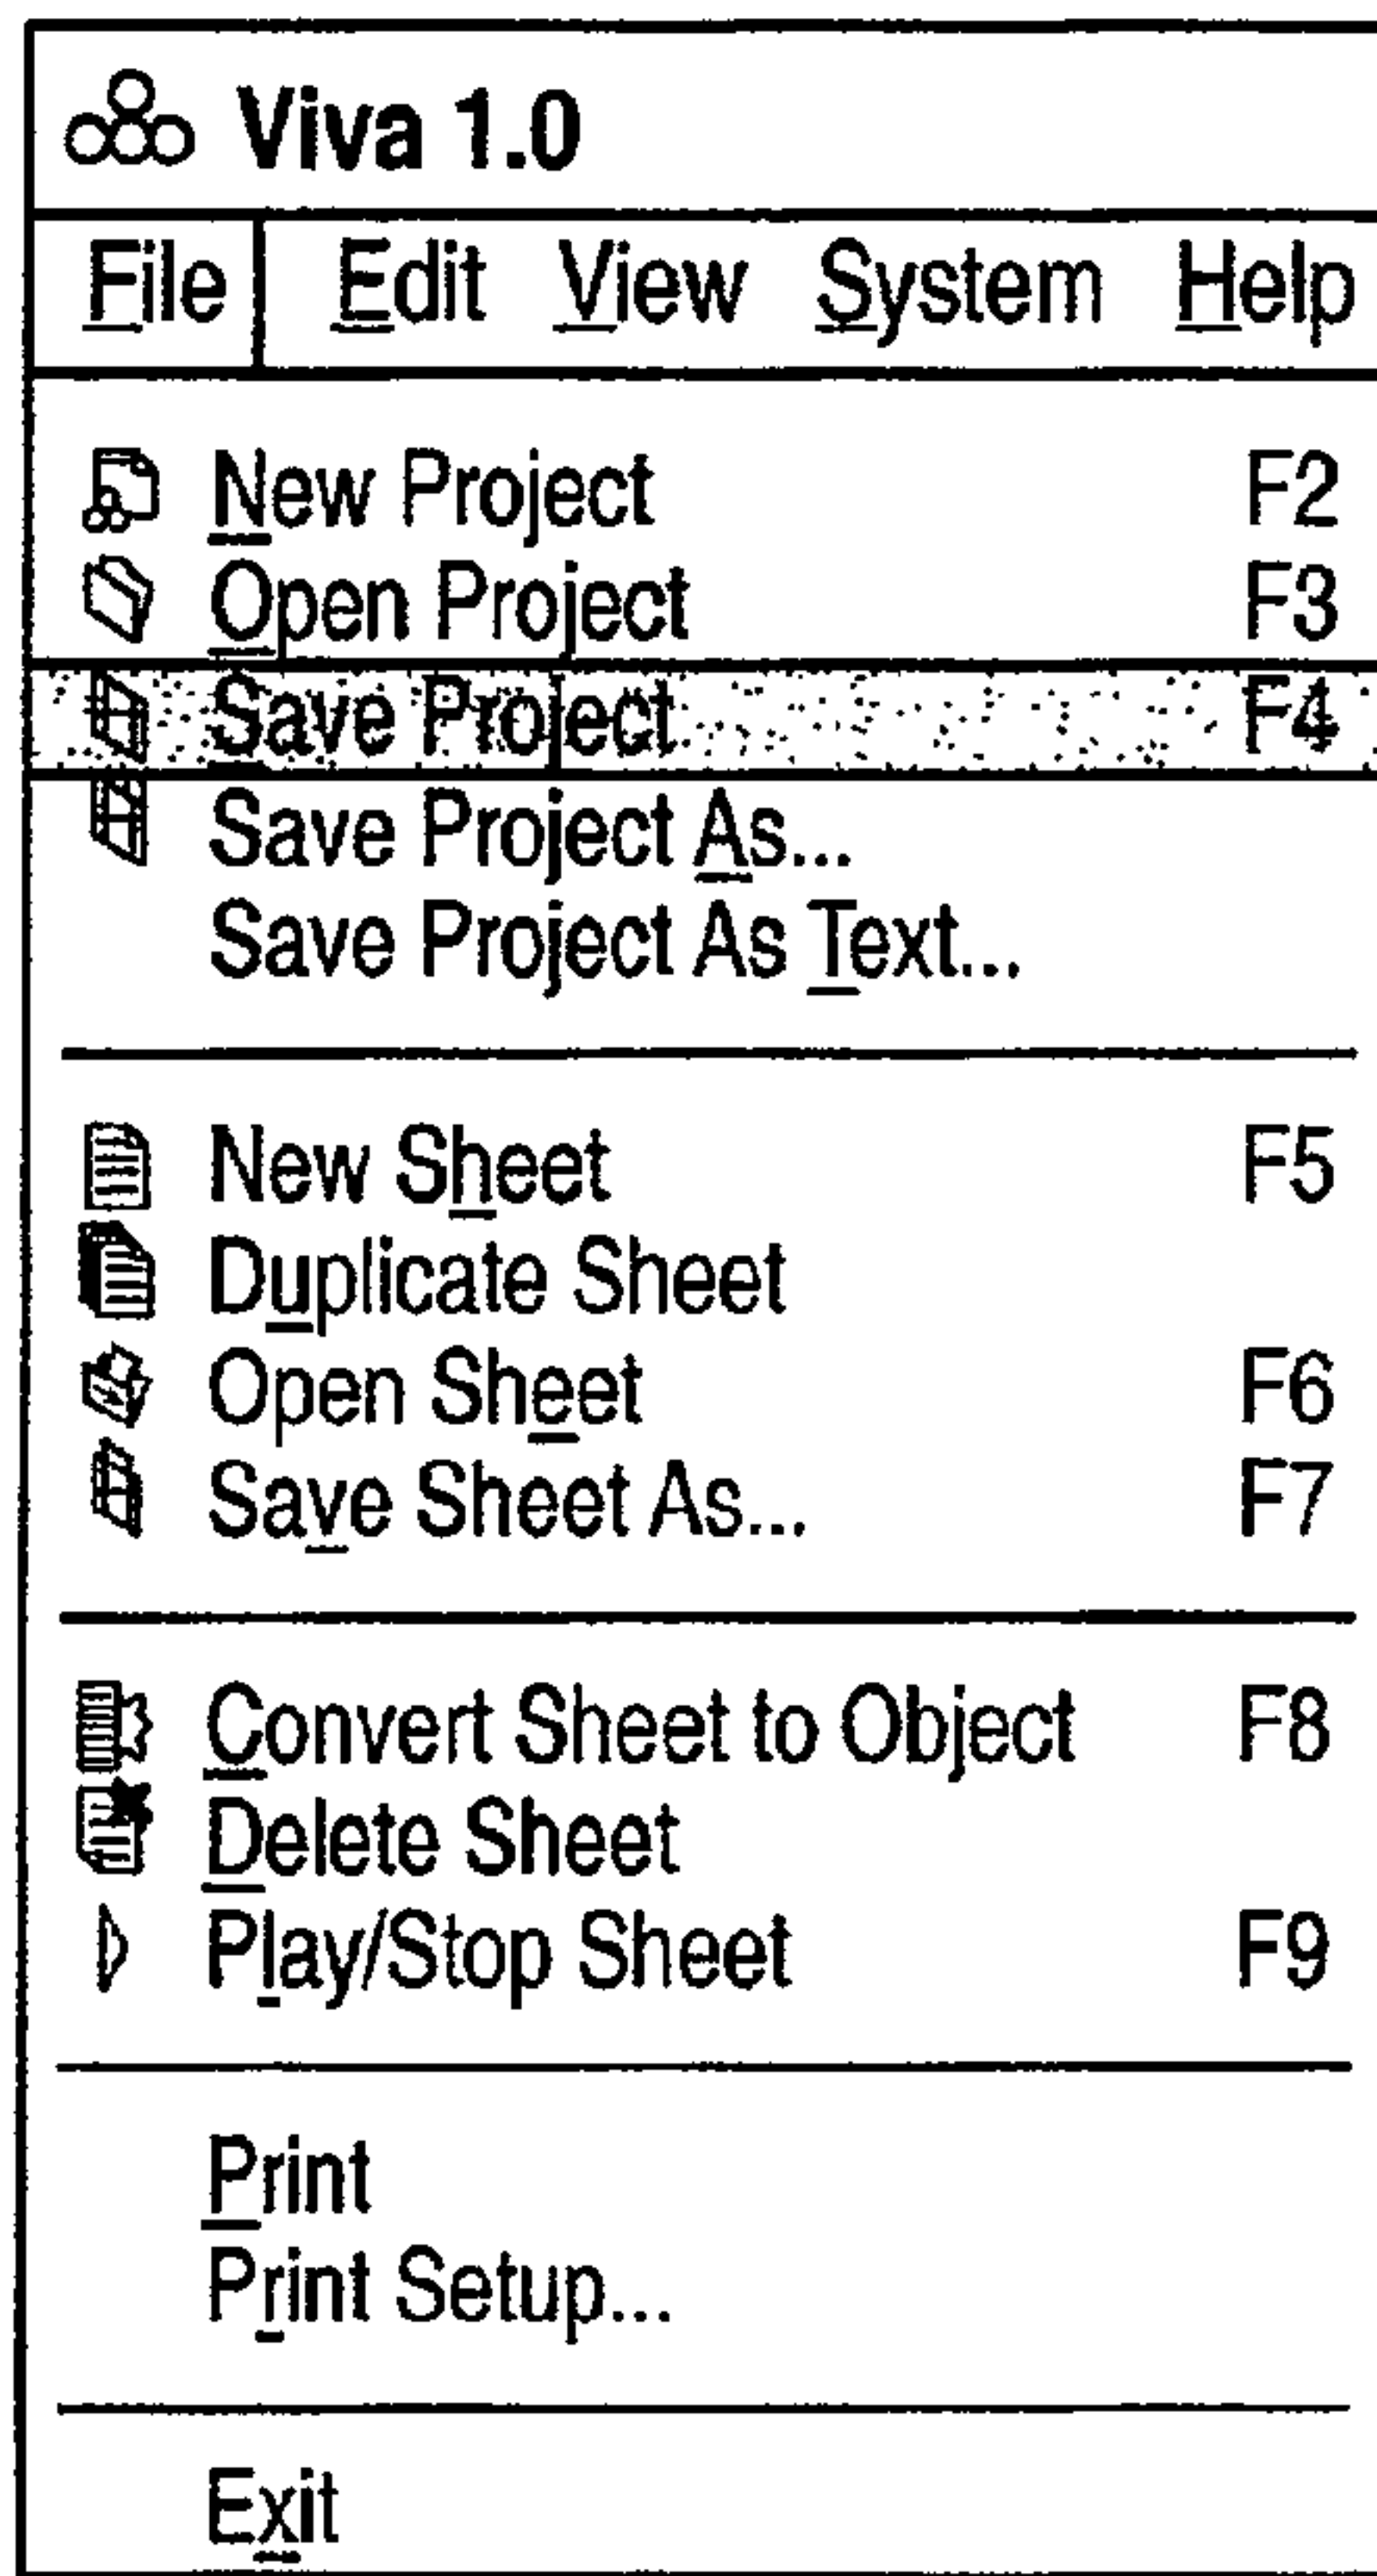 Viva 1.0
File Edit View System Help
New Project F2
Open Project F3
Save Project F4
Save Project As...
Save Project As Text...
New Sheet F5
Duplicate Sheet
Open Sheet F6
Save Sheet As... F7
Convert Sheet to Object F8
Delete Sheet
Play/Stop Sheet F9
Print
Print Setup...
Exit